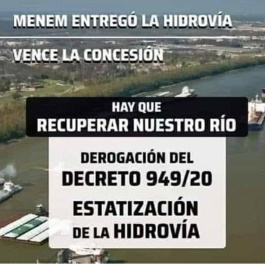 MENEM ENTREGÓ LA HIDROVÍA
VENCE LA CONCESIÓN
HAY QUE
RECUPERAR NUESTRO RÍO
DEROGACIÓN DEL
DECRETO 949/20
ESTATIZACIÓN
DE LA HIDROVÍA